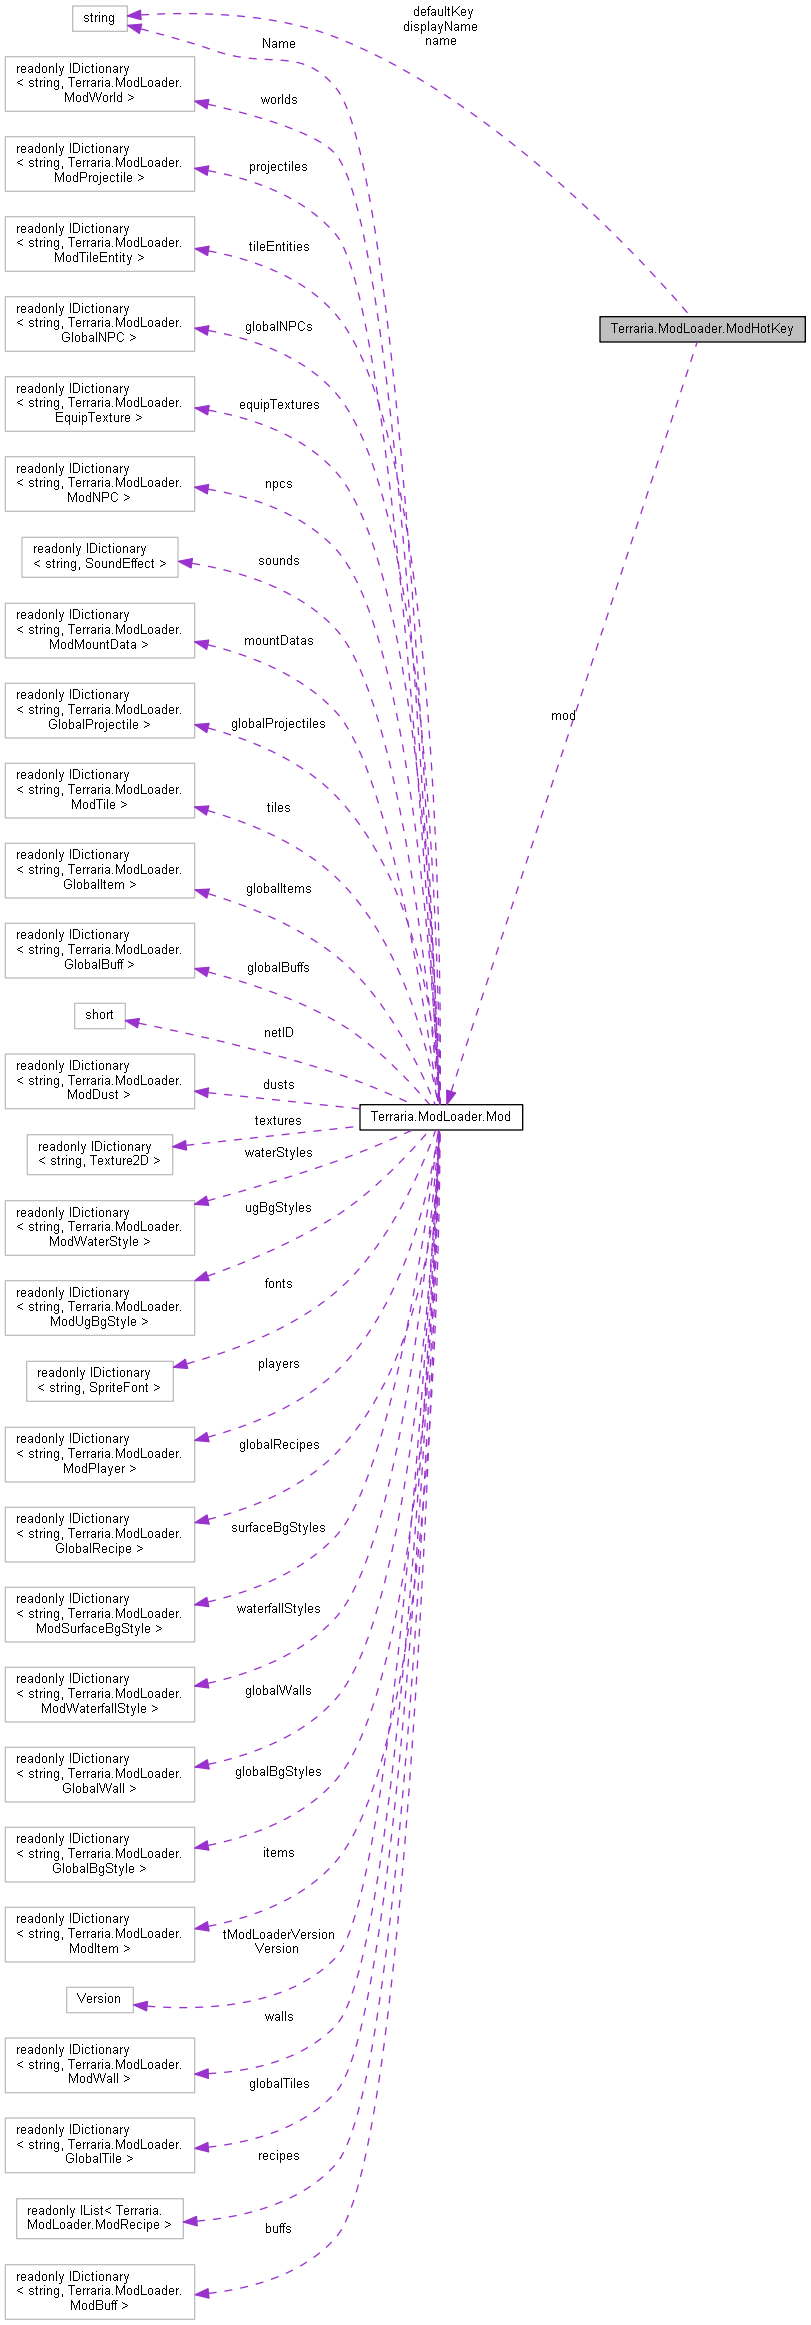 defaultKey
displayName
name
string
Name
readonly IDictionary
< string, Terraria.ModLoader.
ModWorld >
worlds
readonly IDictionary
< string, Terraria.ModLoader.
ModProjectile >
projectiles
readonly IDictionary
< string, Terraria.ModLoader.
ModTileEntity >
tileEntities
readonly IDictionary
< string, Terraria.ModLoader.
GlobalNPC >
globalNPCs
Terraria.ModLoader.ModHotKey
readonly IDictionary
< string, Terraria.ModLoader.
EquipTexture >
equipTextures
readonly IDictionary
< string, Terraria.ModLoader.
ModNPC >
npcs
readonly IDictionary
< string, SoundEffect >
sounds
readonly IDictionary
< string, Terraria.ModLoader.
ModMountData >
mountDatas
readonly IDictionary
< string, Terraria.ModLoader.
GlobalProjectile >
globalProjectiles
mod
readonly IDictionary
< string, Terraria.ModLoader.
ModTile >
tiles
readonly IDictionary
< string, Terraria.ModLoader.
GlobalItem >
globalItems
readonly IDictionary
< string, Terraria.ModLoader.
GlobalBuff >
globalBuffs
short
netID
readonly IDictionary
< string, Terraria.ModLoader.
ModDust >
dusts
Terraria.ModLoader.Mod
textures
readonly IDictionary
< string, Texture2D >
waterStyles
readonly IDictionary
< string, Terraria.ModLoader.
ModWaterStyle >
ugBgStyles
readonly IDictionary
< string, Terraria.ModLoader.
ModUgBgStyle >
fonts
readonly IDictionary
< string, SpriteFont >
players
readonly IDictionary
< string, Terraria.ModLoader.
ModPlayer >
globalRecipes
readonly IDictionary
< string, Terraria.ModLoader.
GlobalRecipe >
surfaceBgStyles
readonly IDictionary
< string, Terraria.ModLoader.
ModSurfaceBgStyle >
waterfallStyles
readonly IDictionary
< string, Terraria.ModLoader.
ModWaterfallStyle >
globalWalls
readonly IDictionary
< string, Terraria.ModLoader.
GlobalWall >
globalBgStyles
readonly IDictionary
< string, Terraria.ModLoader.
GlobalBgStyle >
items
readonly IDictionary
< string, Terraria.ModLoader.
ModItem >
tModLoaderVersion
Version
Version
walls
readonly IDictionary
< string, Terraria.ModLoader.
ModWall >
globalTiles
readonly IDictionary
< string, Terraria.ModLoader.
GlobalTile >
recipes
readonly IList< Terraria.
ModLoader.ModRecipe >
buffs
readonly IDictionary
< string, Terraria.ModLoader.
ModBuff >